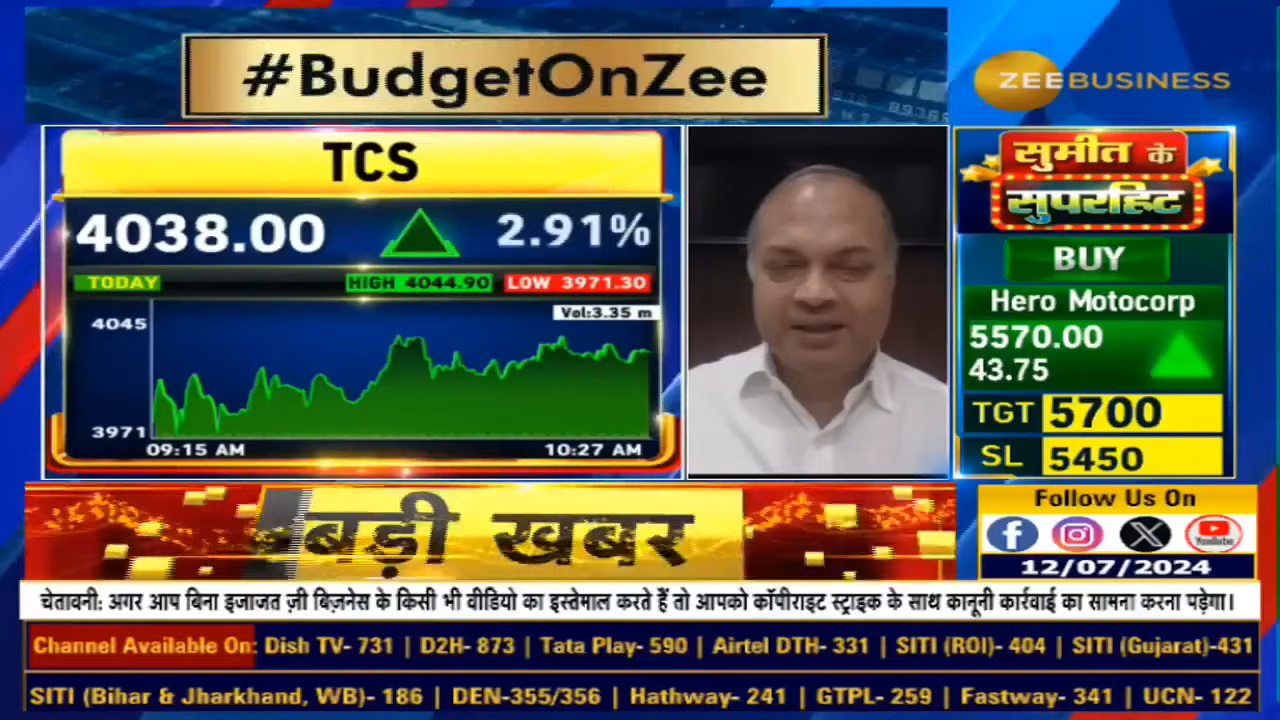 #BudgetOnZee
ZEEBUSINESS
TCS
4038.00 2.91%
TODAY HIGH 4044.90 LOW 3971.30
Vol:3.35 m
4045
3971
09:15 AM 10:27 AM
सुमीत के
सुपरहिट
BUY
Hero Motocorp
5570.00
43.75
TGT 5700
SL 5450
बड़ी खबर
Follow Us On
YouTube
12/07/2024
चेतावनी: अगर आप बिना इजाजत ज़ी बिज़नेस के किसी भी वीडियो का इस्तेमाल करते हैं तो आपको कॉपीराइट स्ट्राइक के साथ कानूनी कार्रवाई का सामना करना पड़ेगा।
Channel Available On: Dish TV- 731 | D2H- 873 | Tata Play- 590 | Airtel DTH- 331 | SITI (ROI)- 404 | SITI (Gujarat)-431
SITI (Bihar & Jharkhand, WB)- 186 | DEN-355/356 | Hathway- 241 | GTPL- 259 | Fastway- 341 | UCN- 122